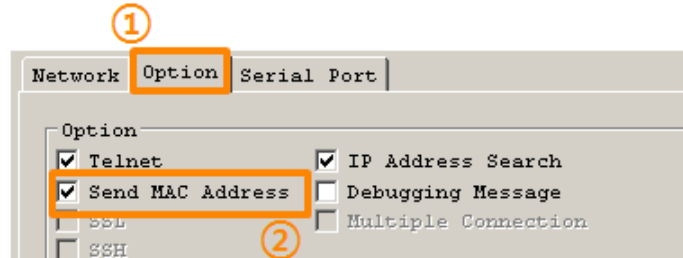 ①
Network Option Serial Port
Option
Telnet IP Address Search
Send MAC Address Debugging Message
SSL Multiple Connection
②
SSH